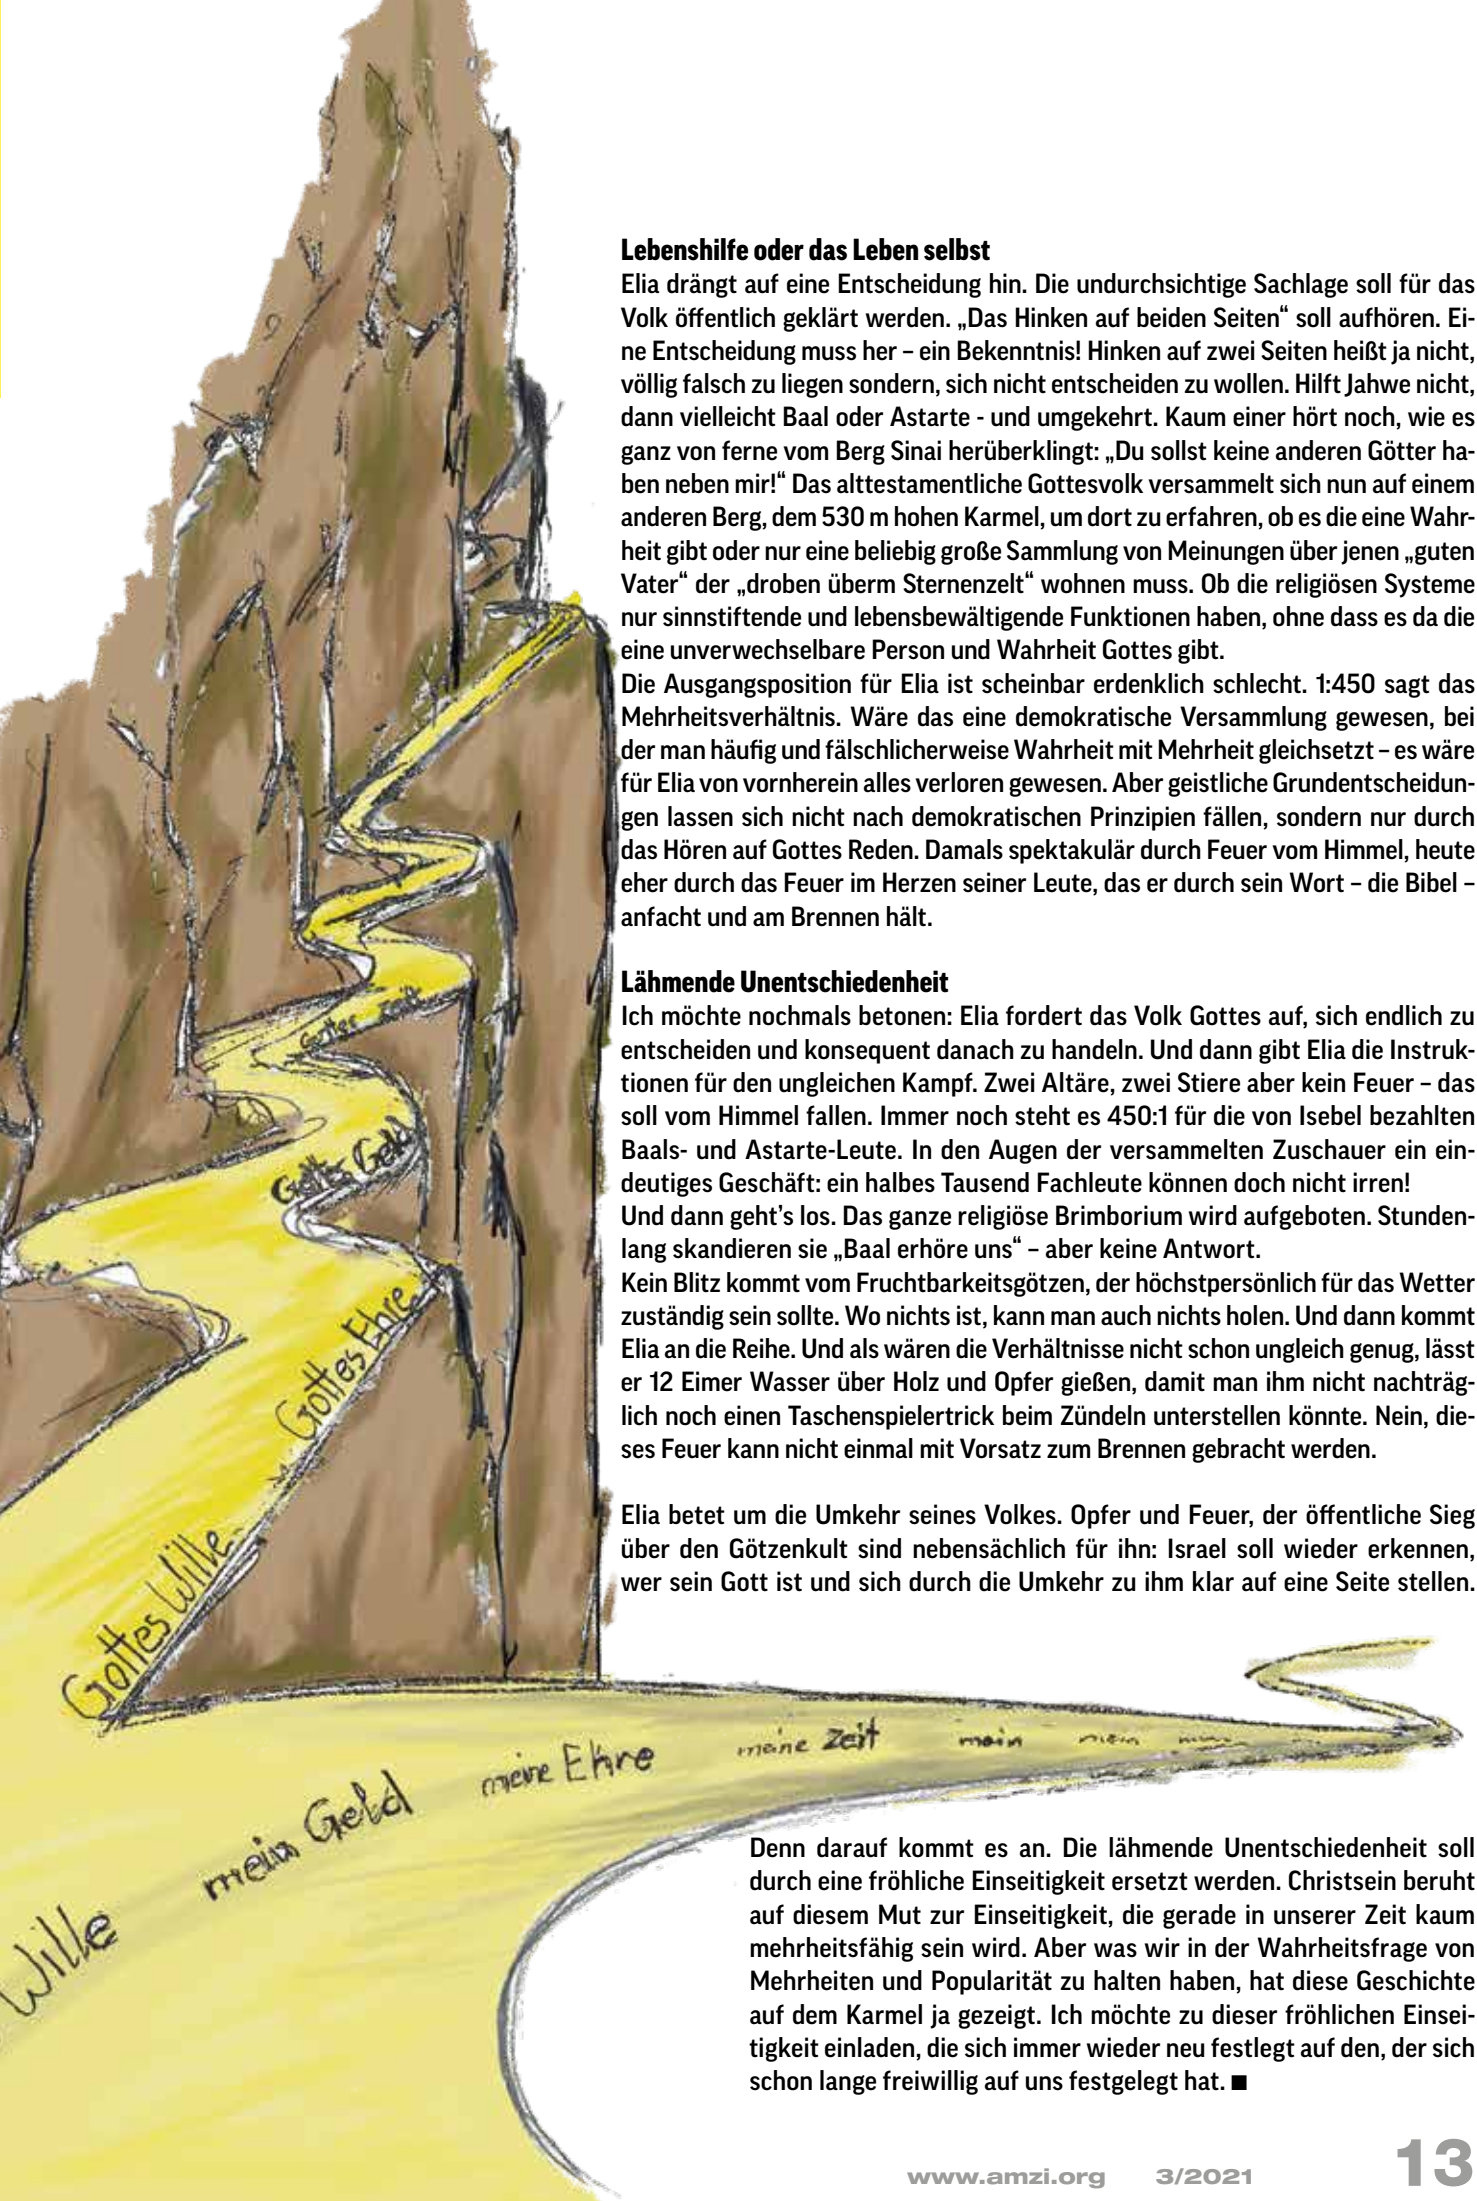 Lebenshilfe oder das Leben selbst
Elia drängt auf eine Entscheidung hin. Die undurchsichtige Sachlage soll für das
Volk öffentlich geklärt werden. „Das Hinken auf beiden Seiten“ soll aufhören. Ei-
ne Entscheidung muss her – ein Bekenntnis! Hinken auf zwei Seiten heißt ja nicht,
völlig falsch zu liegen sondern, sich nicht entscheiden zu wollen. Hilft Jahwe nicht,
dann vielleicht Baal oder Astarte - und umgekehrt. Kaum einer hört noch, wie es
ganz von ferne vom Berg Sinai herüberklingt: „Du sollst keine anderen Götter ha-
ben neben mir!“ Das alttestamentliche Gottesvolk versammelt sich nun auf einem
anderen Berg, dem 530 m hohen Karmel, um dort zu erfahren, ob es die eine Wahr-
heit gibt oder nur eine beliebig große Sammlung von Meinungen über jenen „guten
Vater“ der „droben überm Sternenzelt“ wohnen muss. Ob die religiösen Systeme
nur sinnstiftende und lebensbewältigende Funktionen haben, ohne dass es da die
eine unverwechselbare Person und Wahrheit Gottes gibt.
Die Ausgangsposition für Elia ist scheinbar erdenklich schlecht. 1:450 sagt das
Mehrheitsverhältnis. Wäre das eine demokratische Versammlung gewesen, bei
der man häufig und fälschlicherweise Wahrheit mit Mehrheit gleichsetzt – es wäre
für Elia von vornherein alles verloren gewesen. Aber geistliche Grundentscheidun-
gen lassen sich nicht nach demokratischen Prinzipien fällen, sondern nur durch
das Hören auf Gottes Reden. Damals spektakulär durch Feuer vom Himmel, heute
eher durch das Feuer im Herzen seiner Leute, das er durch sein Wort – die Bibel –
anfacht und am Brennen hält.
Lähmende Unentschiedenheit
Ich möchte nochmals betonen: Elia fordert das Volk Gottes auf, sich endlich zu
entscheiden und konsequent danach zu handeln. Und dann gibt Elia die Instruk-
tionen für den ungleichen Kampf. Zwei Altäre, zwei Stiere aber kein Feuer – das
soll vom Himmel fallen. Immer noch steht es 450:1 für die von Isebel bezahlten
Baals- und Astarte-Leute. In den Augen der versammelten Zuschauer ein ein-
deutiges Geschäft: ein halbes Tausend Fachleute können doch nicht irren!
Und dann geht’s los. Das ganze religiöse Brimborium wird aufgeboten. Stunden-
lang skandieren sie „Baal erhöre uns“ – aber keine Antwort.
Kein Blitz kommt vom Fruchtbarkeitsgötzen, der höchstpersönlich für das Wetter
zuständig sein sollte. Wo nichts ist, kann man auch nichts holen. Und dann kommt
Elia an die Reihe. Und als wären die Verhältnisse nicht schon ungleich genug, lässt
er 12 Eimer Wasser über Holz und Opfer gießen, damit man ihm nicht nachträg-
lich noch einen Taschenspielertrick beim Zündeln unterstellen könnte. Nein, die-
ses Feuer kann nicht einmal mit Vorsatz zum Brennen gebracht werden.
Elia betet um die Umkehr seines Volkes. Opfer und Feuer, der öffentliche Sieg
über den Götzenkult sind nebensächlich für ihn: Israel soll wieder erkennen,
wer sein Gott ist und sich durch die Umkehr zu ihm klar auf eine Seite stellen.
Denn darauf kommt es an. Die lähmende Unentschiedenheit soll
durch eine fröhliche Einseitigkeit ersetzt werden. Christsein beruht
auf diesem Mut zur Einseitigkeit, die gerade in unserer Zeit kaum
mehrheitsfähig sein wird. Aber was wir in der Wahrheitsfrage von
Mehrheiten und Popularität zu halten haben, hat diese Geschichte
auf dem Karmel ja gezeigt. Ich möchte zu dieser fröhlichen Einsei-
tigkeit einladen, die sich immer wieder neu festlegt auf den, der sich
schon lange freiwillig auf uns festgelegt hat. ■
Gottes Geld
Gottes Ehre
Gottes Wille
Wille
mein Geld
meine Ehre
meine Zeit
mein
mein
www.amzi.org 3/2021 13